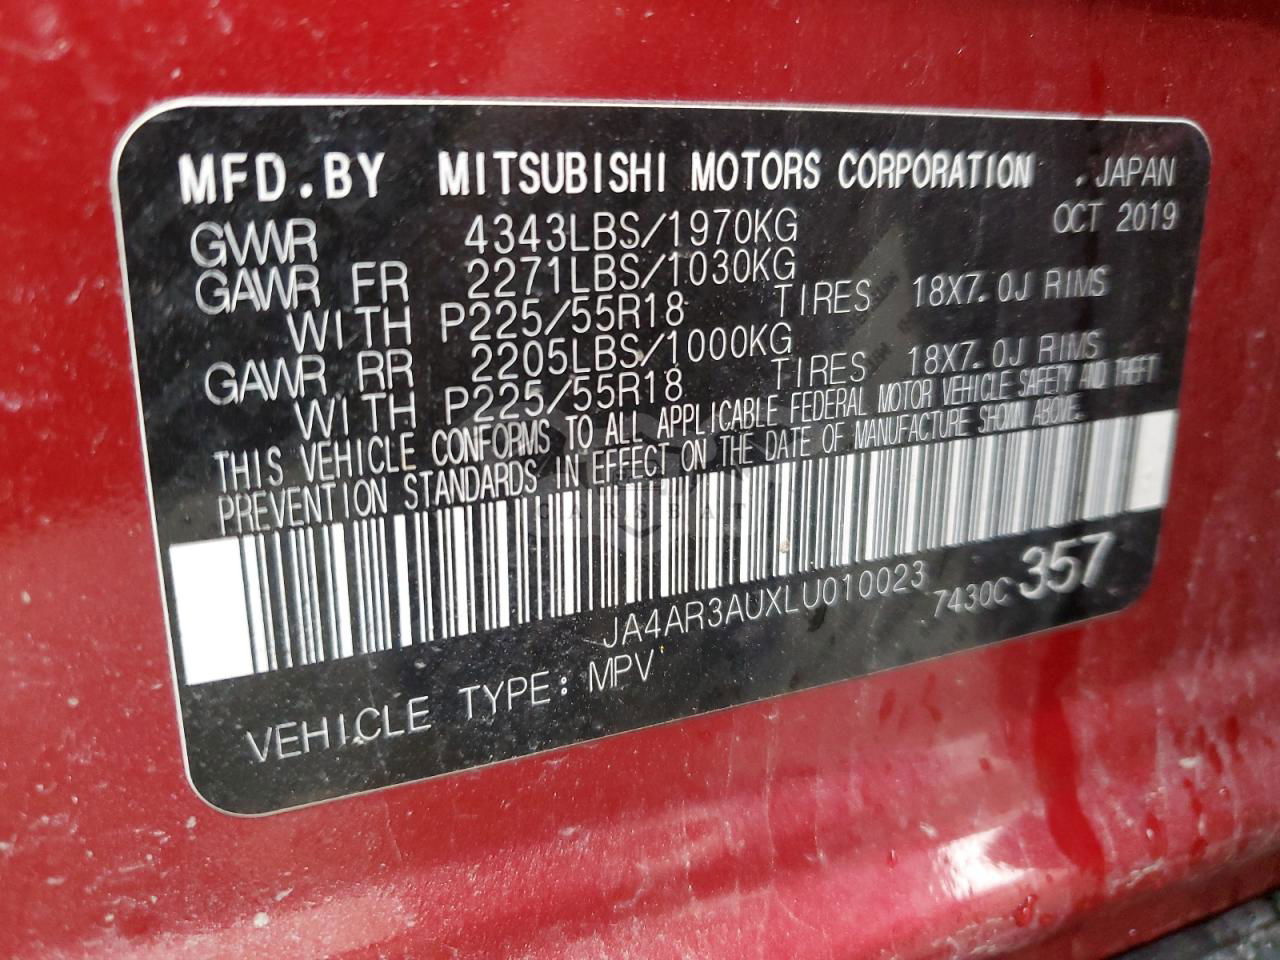 MFD.BY MITSUBISHI MOTORS CORPORATION , JAPAN
GWWR 4343LBS/1970KG OCT 2019
GAWR FR 2271LBS/1030KG
WITH P225/55R18 TIRES 18X7.0J RIMS
GAWR RR 2205LBS/1000KG
WITH P225/55R18 TIRES 18X7.0J RIMS
THIS VEHICLE CONFORMS TO ALL APPLICABLE FEDERAL MOTOR VEHICLE SAFETY AND THEFT
PREVENTION STANDARDS IN EFFECT ON THE DATE OF MANUFACTURE SHOWN ABOVE.
CARSBAT
JA4AR3AUXLU010023 7430C 357
VEHICLE TYPE: MPV